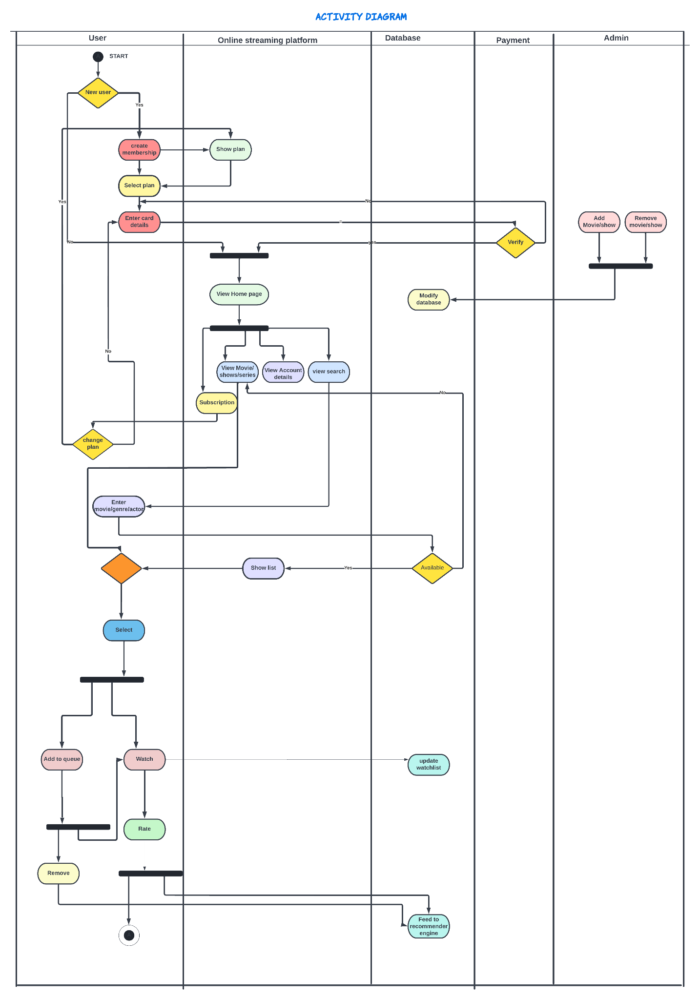 ACTIVITY DIAGRAM
User
Online streaming platform
Database
Payment
Admin
A
START
New user
Yes
create
membership
Show plan
Select plan
Yes
No
Enter card
details
=
Add
Movie/show
Remove
movie/show
No
yes
Verify
View Home page
Modify
database
No
View Movie/
shows/series
View Account
details
view search
No
Subscription
change
plan
Enter
movie/genre/actor
Show list
Yes
Available
Select
Add to queue
Watch
update
watchlist
Rate
Remove
Feed to
recommender
engine
A